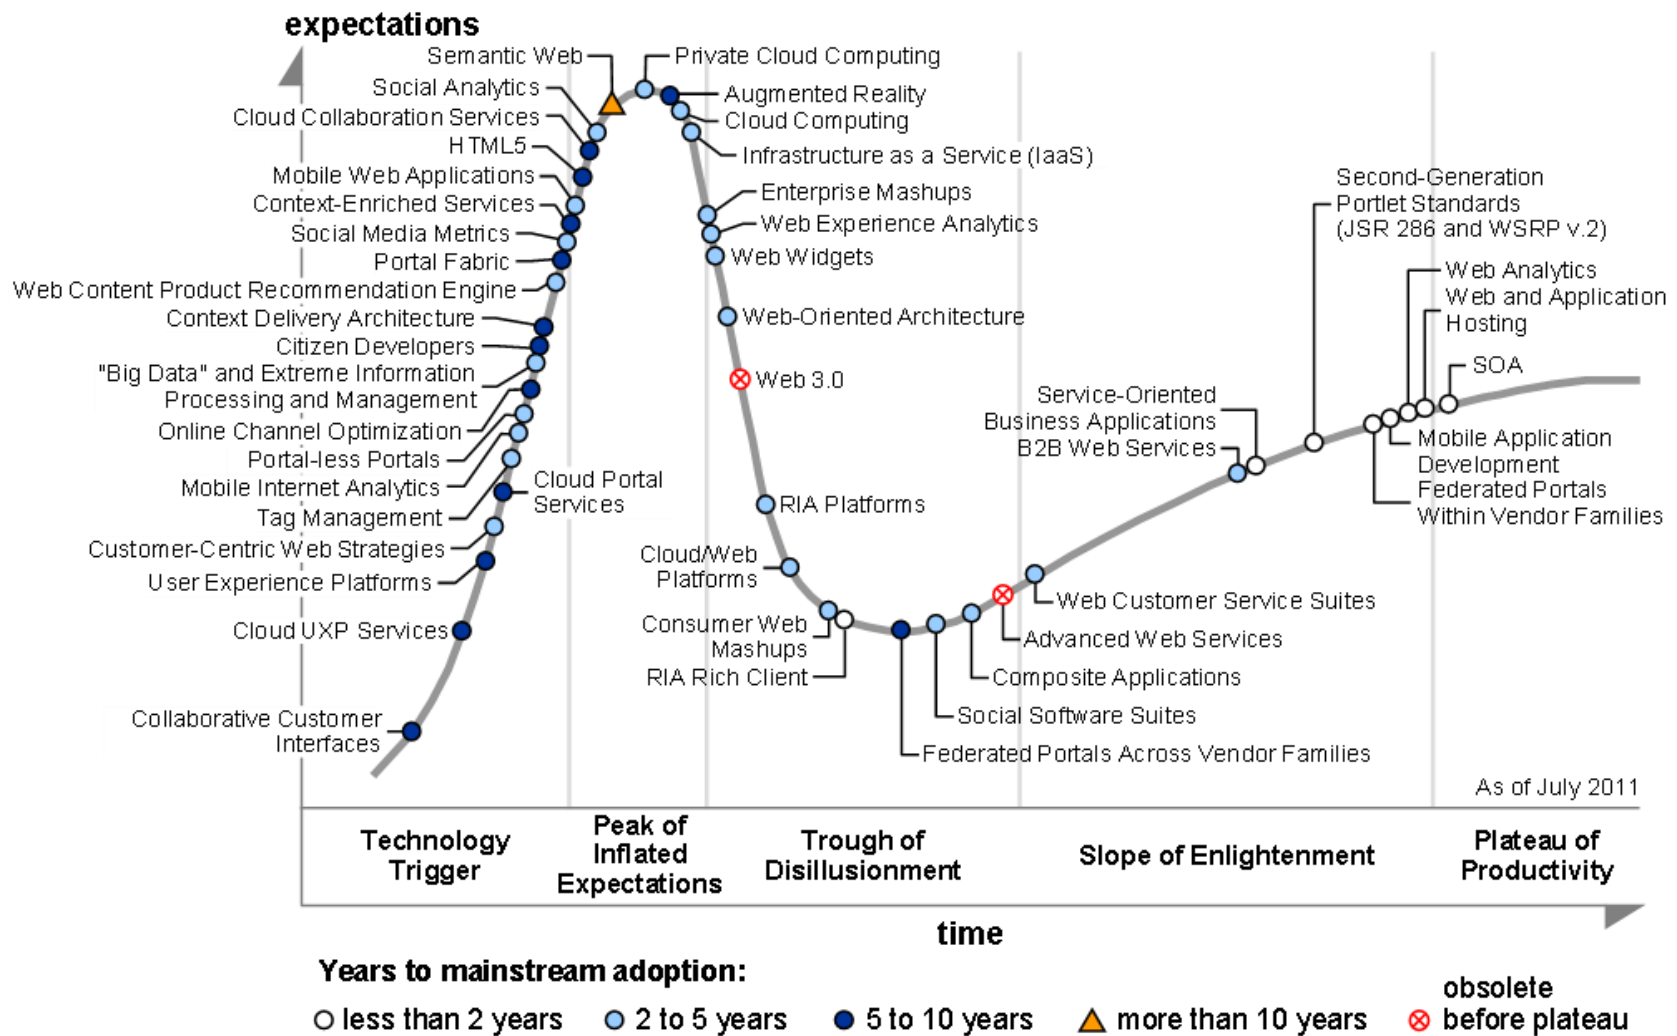 expectations
Semantic Web
Social Analytics
Cloud Collaboration Services
HTML5
Mobile Web Applications
Context-Enriched Services
Social Media Metrics
Portal Fabric
Web Content Product Recommendation Engine
Context Delivery Architecture
Citizen Developers
"Big Data" and Extreme Information
Processing and Management
Online Channel Optimization
Portal-less Portals
Mobile Internet Analytics
Tag Management
Customer-Centric Web Strategies
User Experience Platforms
Cloud UXP Services
Collaborative Customer
Interfaces
Cloud Portal
Services
Private Cloud Computing
Augmented Reality
Cloud Computing
Infrastructure as a Service (IaaS)
Enterprise Mashups
Web Experience Analytics
Web Widgets
Web-Oriented Architecture
Web 3.0
RIA Platforms
Cloud/Web
Platforms
Consumer Web
Mashups
RIA Rich Client
Federated Portals Across Vendor Families
Social Software Suites
Composite Applications
Advanced Web Services
Web Customer Service Suites
Service-Oriented
Business Applications
B2B Web Services
Second-Generation
Portlet Standards
(JSR 286 and WSRP v.2)
Web Analytics
Web and Application
Hosting
SOA
Mobile Application
Development
Federated Portals
Within Vendor Families
As of July 2011
Technology
Trigger
Peak of
Inflated
Expectations
Trough of
Disillusionment
Slope of Enlightenment
Plateau of
Productivity
time
Years to mainstream adoption:
less than 2 years
2 to 5 years
5 to 10 years
more than 10 years
obsolete
before plateau